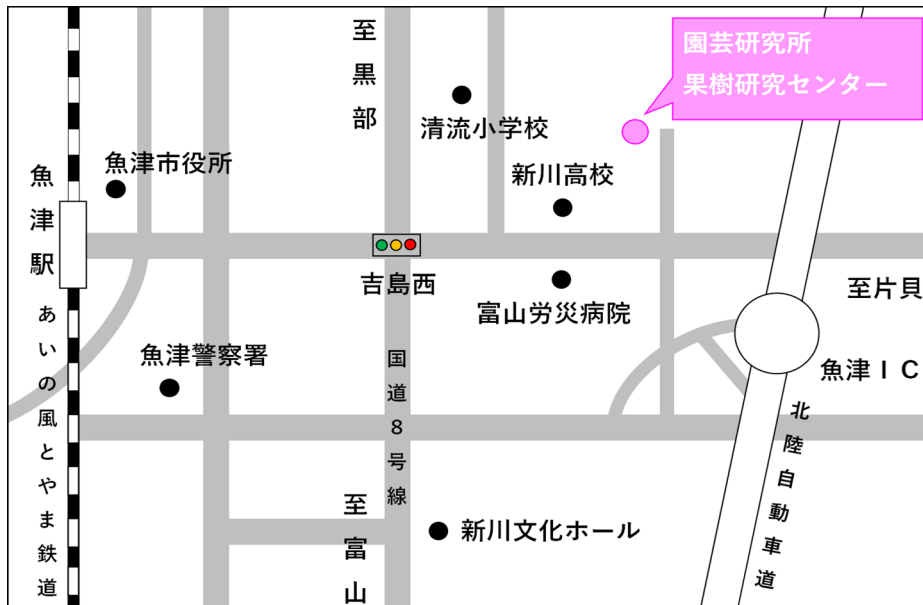 園芸研究所
果樹研究センター
至黒部
清流小学校
魚津市役所
新川高校
魚津駅
吉島西
至片貝
富山労災病院
あいの風とやま鉄道
魚津警察署
国道8号線
魚津ＩＣ
北陸自動車道
至富山
新川文化ホール